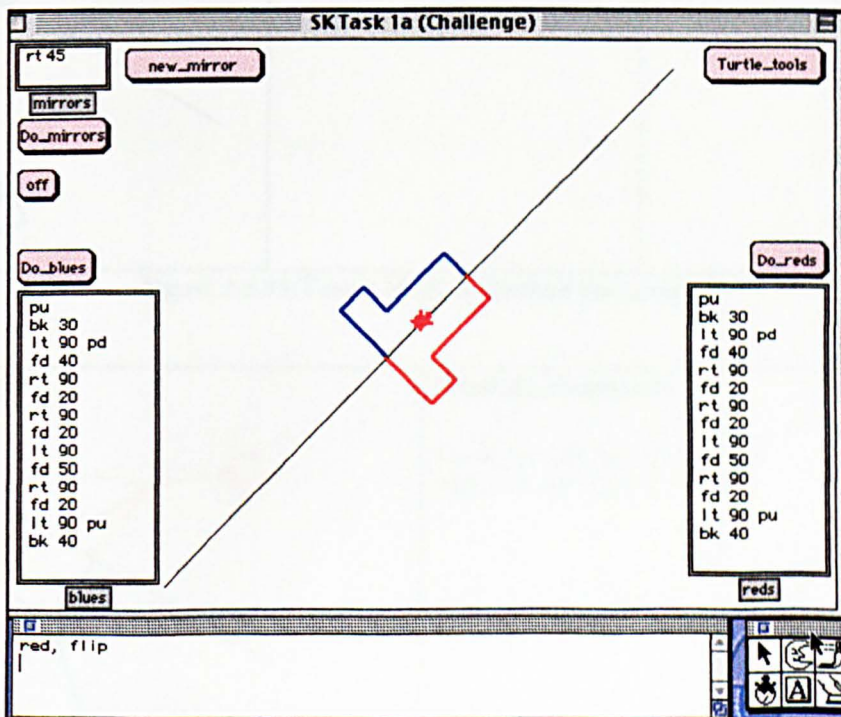 SKTask 1a (Challenge)
rt 45
new_mirror
Turtle_tools
mirrors
Do_mirrors
off
Do_blues
Do_reds
pu
bk 30
lt 90 pd
fd 40
rt 90
fd 20
rt 90
fd 20
lt 90
fd 50
rt 90
fd 20
lt 90 pu
bk 40
blues
pu
bk 30
lt 90 pd
fd 40
rt 90
fd 20
rt 90
fd 20
lt 90
fd 50
rt 90
fd 20
lt 90 pu
bk 40
reds
red, flip
A